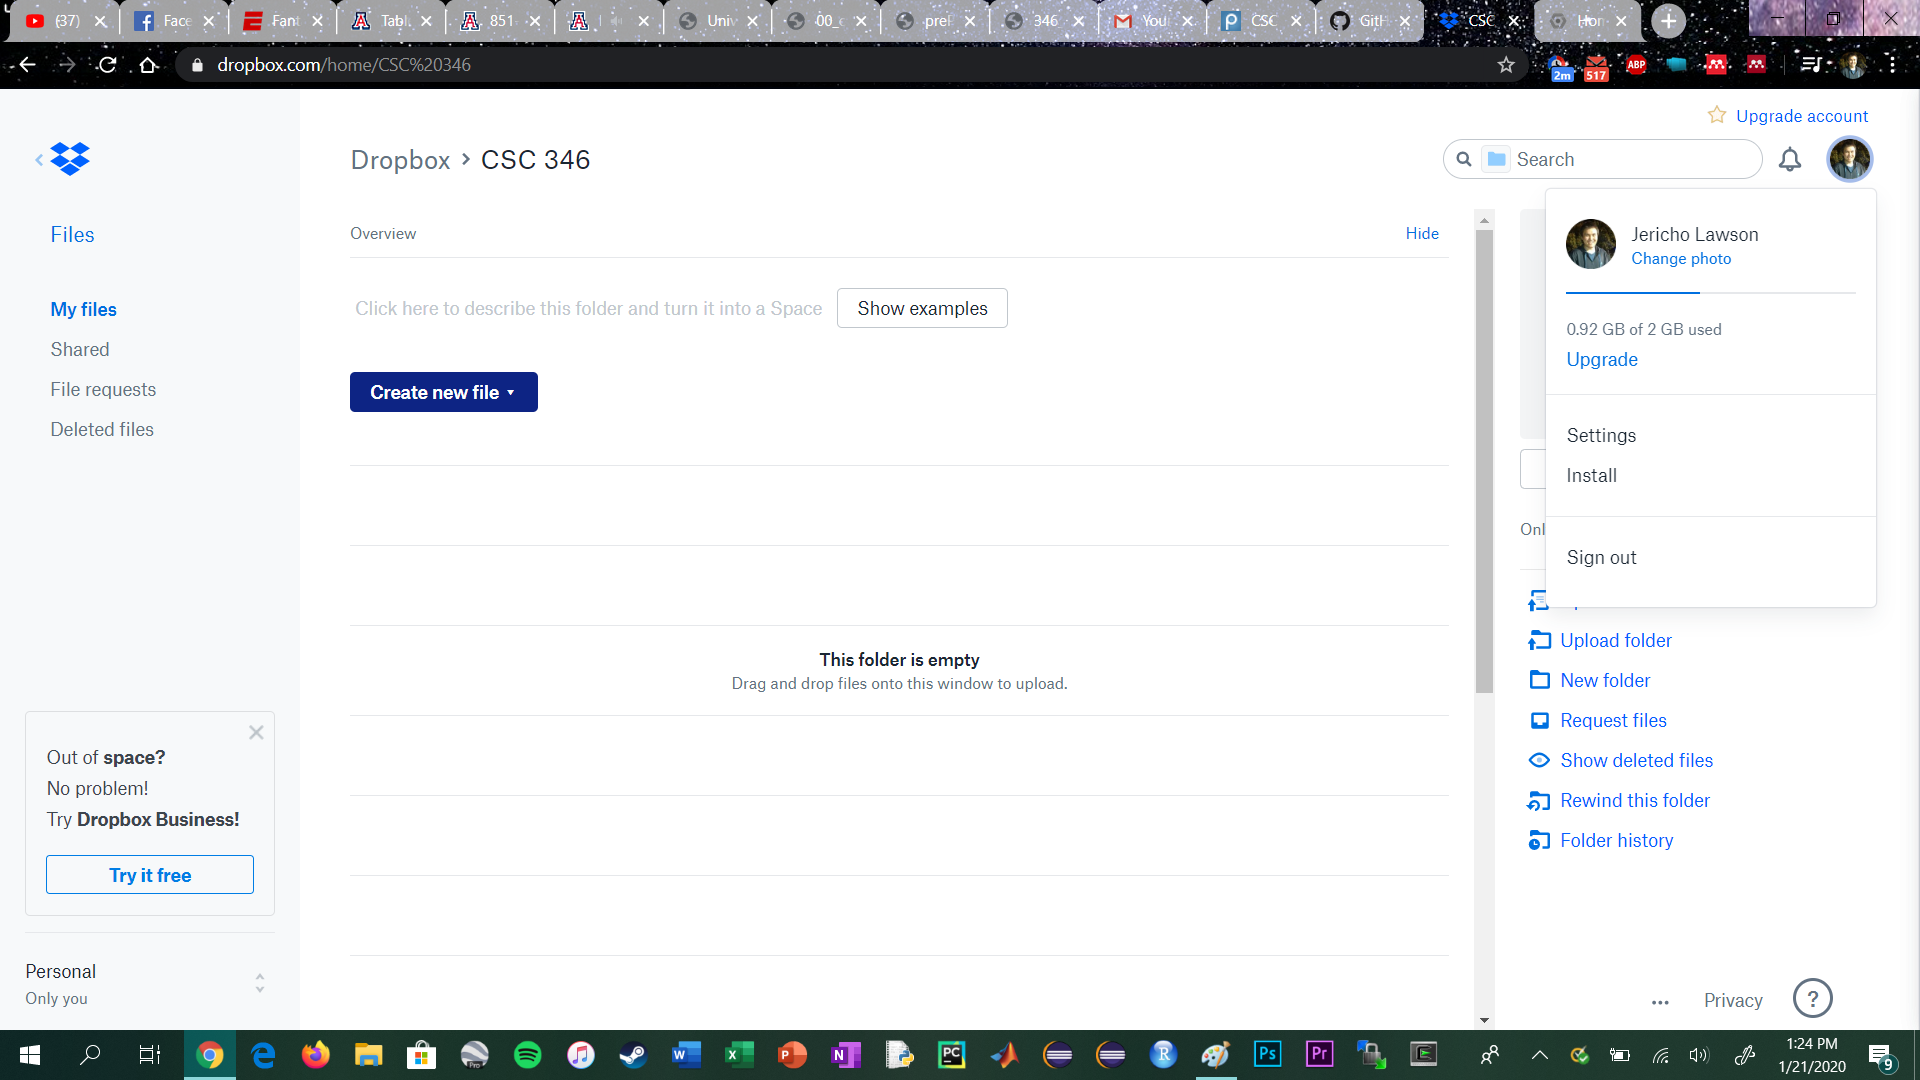 (37)
Face
Fant
Tabl
851
Univ
00_
prel
346
You
CSC
GitH
CSC
Hor
dropbox.com/home/CSC%20346
2m
517
ABP
Upgrade account
Dropbox › CSC 346
Search
Files
My files
Shared
File requests
Deleted files
Overview
Hide
Click here to describe this folder and turn it into a Space
Show examples
Create new file
This folder is empty
Drag and drop files onto this window to upload.
Jericho Lawson
Change photo
0.92 GB of 2 GB used
Upgrade
Settings
Install
Sign out
Onl
Upload folder
New folder
Request files
Show deleted files
Rewind this folder
Folder history
Out of space?
No problem!
Try Dropbox Business!
Try it free
Personal
Only you
... Privacy ?
1:24 PM
1/21/2020
9